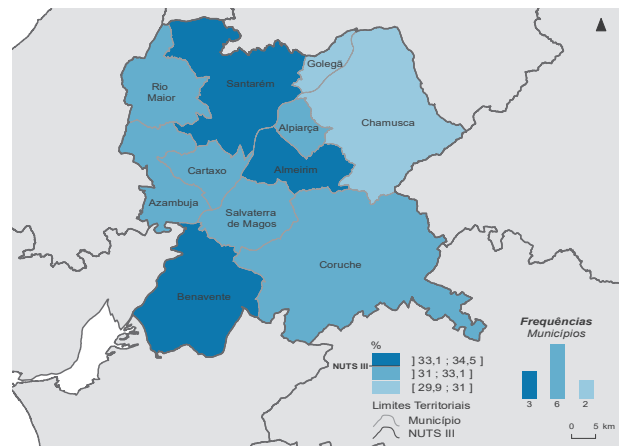 Golegã
Santarém
Rio
Maior
Chamusca
Alpiarça
Cartaxo
Almeirim
Azambuja
Salvaterra
de Magos
Coruche
Benavente
%
NUTS III
] 33,1 ; 34,5 ]
] 31 ; 33,1 ]
[ 29,9 ; 31 ]
Limites Territoriais
Município
NUTS III
Frequências
Municípios
3 6 2
0 5 km